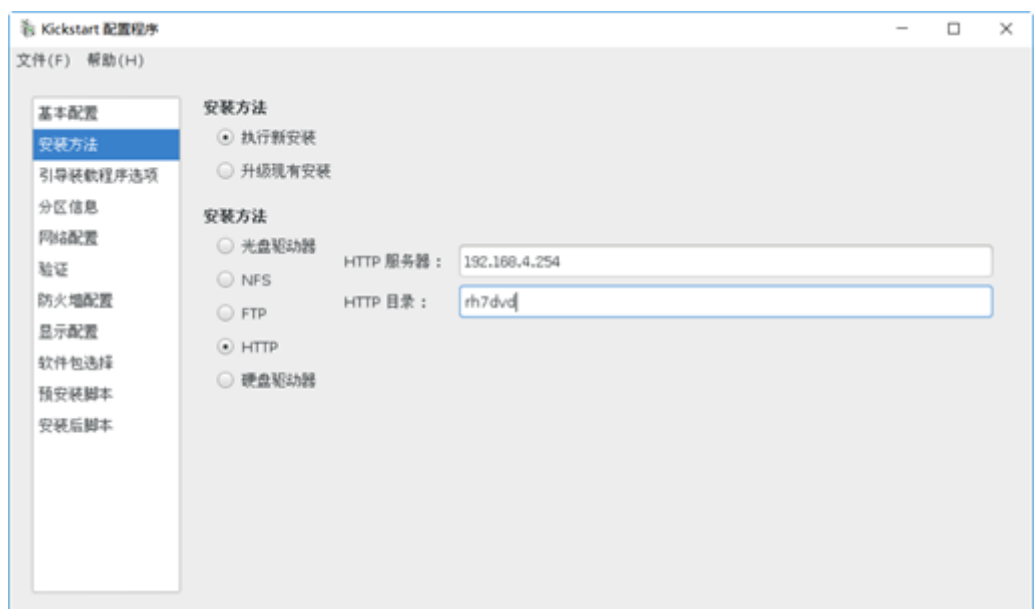 Kickstart 配置程序
文件(F) 帮助(H)
基本配置
安装方法
引导装载程序选项
分区信息
网络配置
验证
防火墙配置
显示配置
软件包选择
预安装脚本
安装后脚本
安装方法
执行新安装
升级现有安装
安装方法
光盘驱动器
NFS
FTP
HTTP
硬盘驱动器
HTTP 服务器： 192.168.4.254
HTTP 目录： rh7dvd